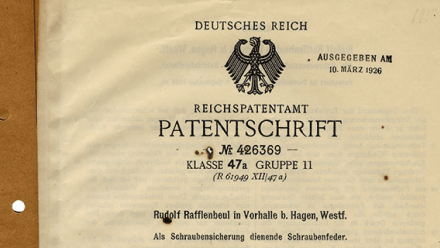 DEUTSCHES REICH
AUSGEGEBEN AM
10. MÄRZ 1926
REICHSPATENTAMT
PATENTSCHRIFT
— № 426369 —
KLASSE 47a GRUPPE 11
(R 61949 XII|47a)
Rudolf Rafflenbeul in Vorhalle b. Hagen, Westf.
Als Schraubensicherung dienende Schraubenfeder.